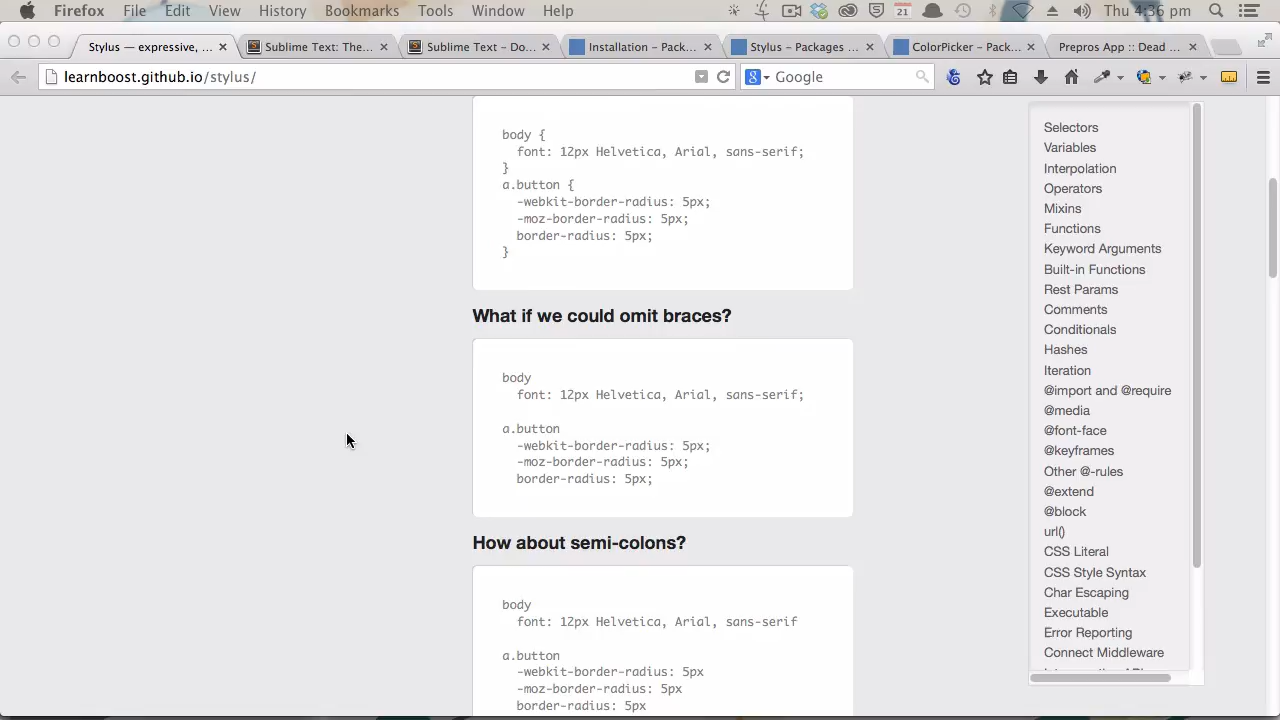 Firefox File Edit View History Bookmarks Tools Window Help 21 Thu 4:36 pm
Stylus — expressive, ... Sublime Text: The... Sublime Text - Do... Installation – Pack... Stylus – Packages ... ColorPicker – Pack... Prepros App :: Dead ...
learnboost.github.io/stylus/ Google
body {
font: 12px Helvetica, Arial, sans-serif;
}
a.button {
-webkit-border-radius: 5px;
-moz-border-radius: 5px;
border-radius: 5px;
}
What if we could omit braces?
body
font: 12px Helvetica, Arial, sans-serif;
a.button
-webkit-border-radius: 5px;
-moz-border-radius: 5px;
border-radius: 5px;
How about semi-colons?
body
font: 12px Helvetica, Arial, sans-serif
a.button
-webkit-border-radius: 5px
-moz-border-radius: 5px
border-radius: 5px
Selectors
Variables
Interpolation
Operators
Mixins
Functions
Keyword Arguments
Built-in Functions
Rest Params
Comments
Conditionals
Hashes
Iteration
@import and @require
@media
@font-face
@keyframes
Other @-rules
@extend
@block
url()
CSS Literal
CSS Style Syntax
Char Escaping
Executable
Error Reporting
Connect Middleware